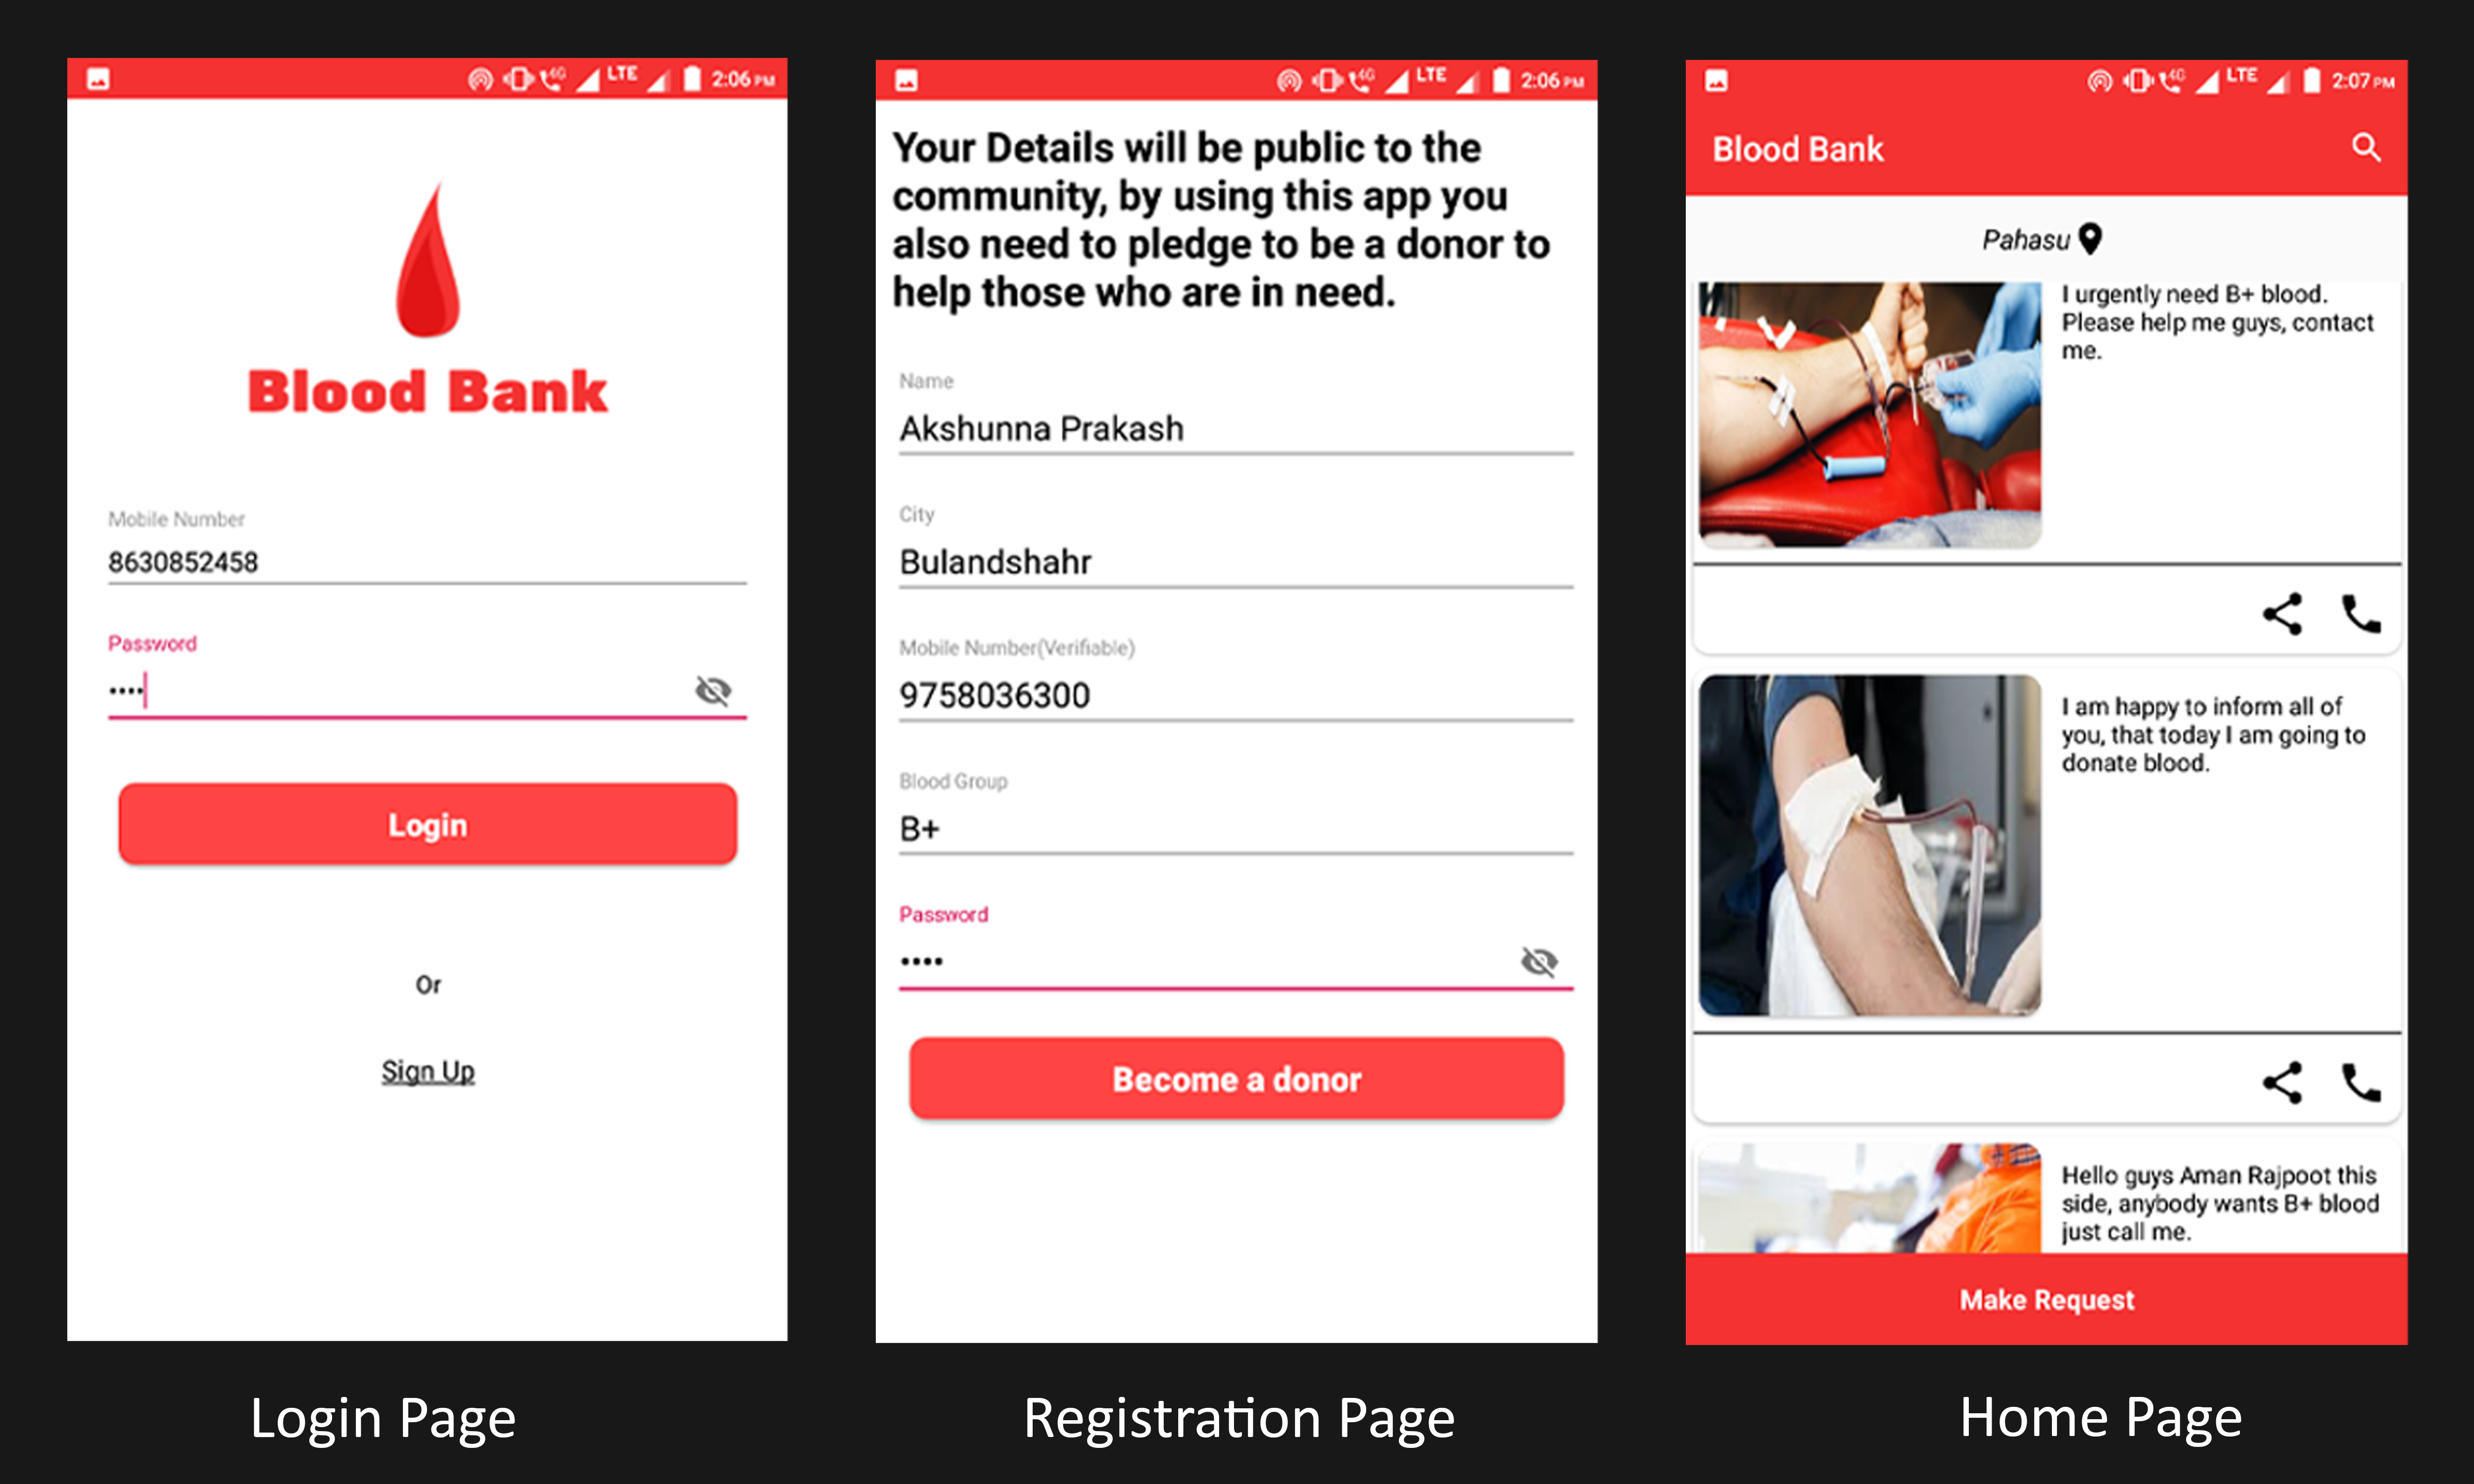 4G LTE 2:06 PM
Blood Bank
Mobile Number
8630852458
Password
••••
Login
Or
Sign Up
Login Page
4G LTE 2:06 PM
Your Details will be public to the
community, by using this app you
also need to pledge to be a donor to
help those who are in need.
Name
Akshunna Prakash
City
Bulandshahr
Mobile Number(Verifiable)
9758036300
Blood Group
B+
Password
••••
Become a donor
Registration Page
4G LTE 2:07 PM
Blood Bank
Pahasu
I urgently need B+ blood.
Please help me guys, contact
me.
I am happy to inform all of
you, that today I am going to
donate blood.
Hello guys Aman Rajpoot this
side, anybody wants B+ blood
just call me.
Make Request
Home Page